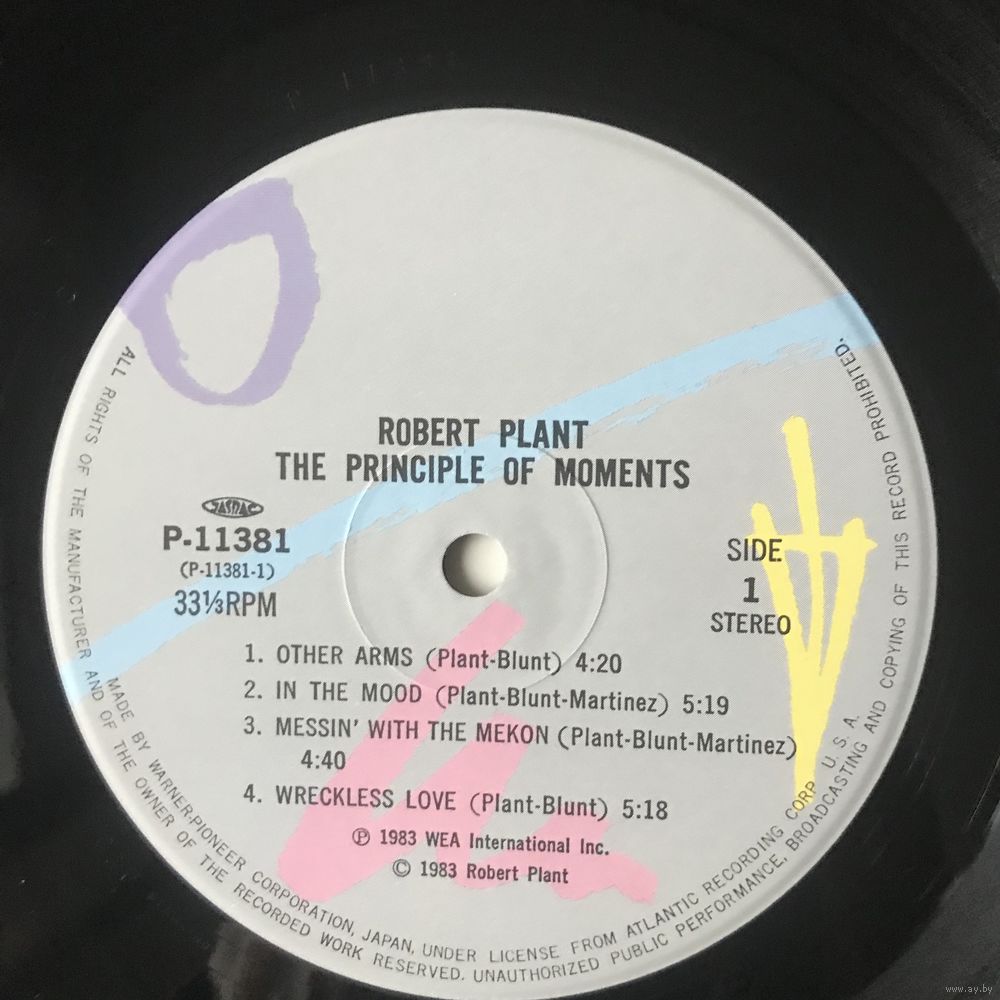 ROBERT PLANT
THE PRINCIPLE OF MOMENTS
JASRAC
P-11381
(P-11381-1)
33⅓RPM
SIDE
1
STEREO
1. OTHER ARMS (Plant-Blunt) 4:20
2. IN THE MOOD (Plant-Blunt-Martinez) 5:19
3. MESSIN' WITH THE MEKON (Plant-Blunt-Martinez)
4:40
4. WRECKLESS LOVE (Plant-Blunt) 5:18
Ⓟ 1983 WEA International Inc.
© 1983 Robert Plant
MADE BY WARNER-PIONEER CORPORATION, JAPAN, UNDER LICENSE FROM ATLANTIC RECORDING CORP U. S. A.
ALL RIGHTS OF THE MANUFACTURER AND OF THE OWNER OF THE RECORDED WORK RESERVED. UNAUTHORIZED PUBLIC PERFORMANCE, BROADCASTING AND COPYING OF THIS RECORD PROHIBITED.
www.ay.by